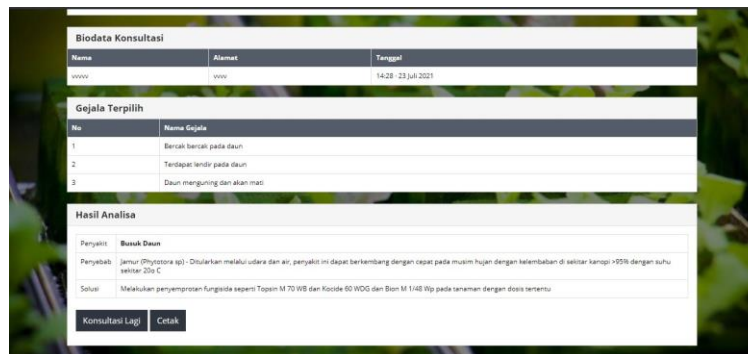 Biodata Konsultasi
Nama Alamat Tanggal
vvvvv vvvv 14:28 - 23 Juli 2021
Gejala Terpilih
No Nama Gejala
1 Bercak bercak pada daun
2 Terdapat lendir pada daun
3 Daun menguning dan akan mati
Hasil Analisa
Penyakit Busuk Daun
Penyebab Jamur (Phytotora sp) - Ditularkan melalui udara dan air, penyakit ini dapat berkembang dengan cepat pada musim hujan dengan kelembaban di sekitar kanopi >95% dengan suhu
sekitar 20o C
Solusi Melakukan penyemprotan fungisida seperti Topsin M 70 WB dan Kocide 60 WDG dan Bion M 1/48 Wp pada tanaman dengan dosis tertentu
Konsultasi Lagi Cetak